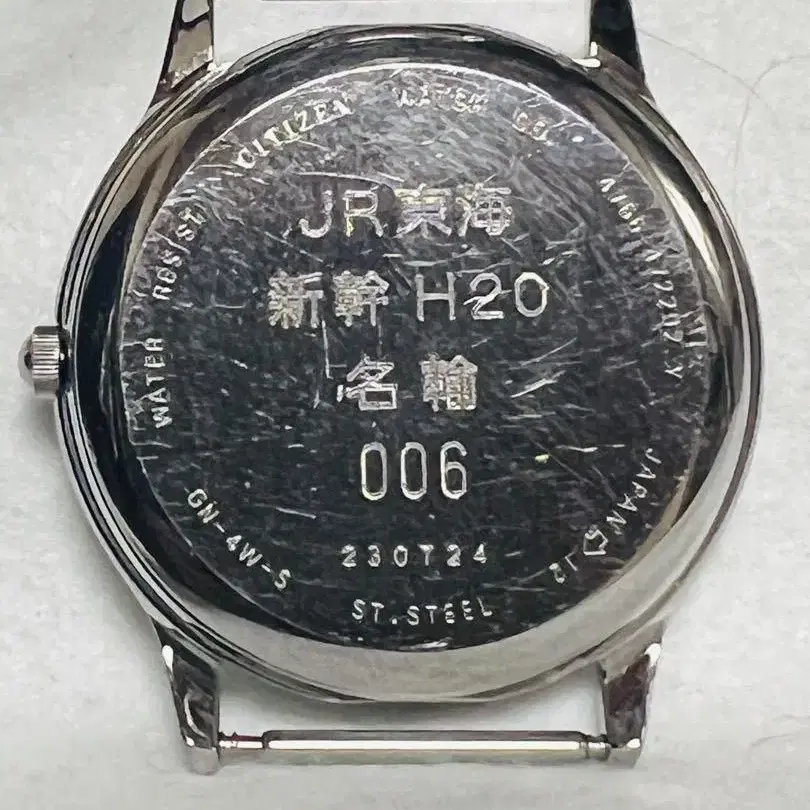 CITIZEN WATCH CO.
JR東海
新幹 H20
名輪
006
230724
ST.STEEL
WATER RESIST
GN-4W-S
JAPAN